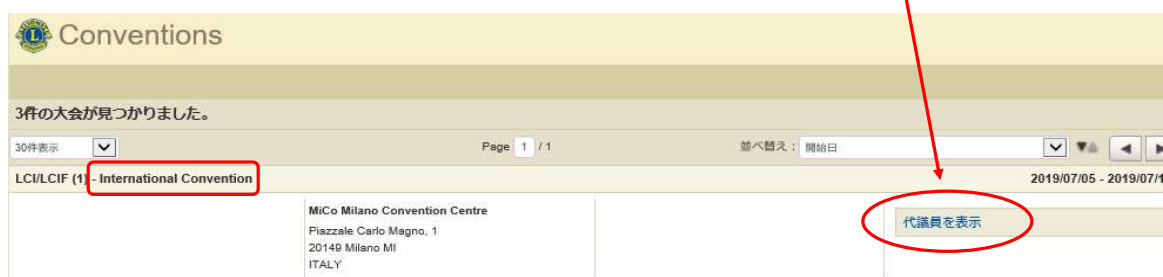 Conventions
3件の大会が見つかりました。
30件表示 Page 1 / 1 並べ替え： 開始日
LCI/LCIF (1) - International Convention 2019/07/05 - 2019/07/1
MiCo Milano Convention Centre
Piazzale Carlo Magno, 1
20149 Milano MI
ITALY
代議員を表示